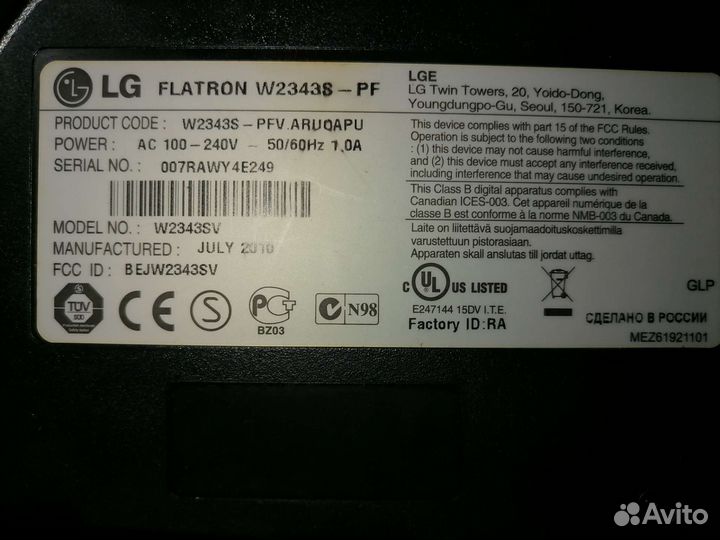 LG FLATRON W2343S-PF
PRODUCT CODE : W2343S-PFV.ARUQAPU
POWER : AC 100-240V ~ 50/60Hz 1,0A
SERIAL NO. : 007RAWY4E249
MODEL NO. : W2343SV
MANUFACTURED : JULY 2010
FCC ID : BEJW2343SV
TÜV
SÜD
CE
S
PCT
BZ03
N98
LGE
LG Twin Towers, 20, Yoido-Dong,
Youngdungpo-Gu, Seoul, 150-721, Korea.
This device complies with part 15 of the FCC Rules.
Operation is subject to the following two conditions
: (1) this device may not cause harmful interference,
and (2) this device must accept any interference received,
including interference that may cause undesired operation.
This Class B digital apparatus complies with
Canadian ICES-003. Cet appareil numérique de la
classe B est conforme à la norme NMB-003 du Canada.
Laite on liitettävä suojamaadoituskoskettimilla
varustettuun pistorasiaan.
Apparaten skall anslutas till jordat uttag.
C UL US LISTED
E247144 15DV I.T.E.
Factory ID:RA
GLP
СДЕЛАНО В РОССИИ
MEZ61921101
Avito